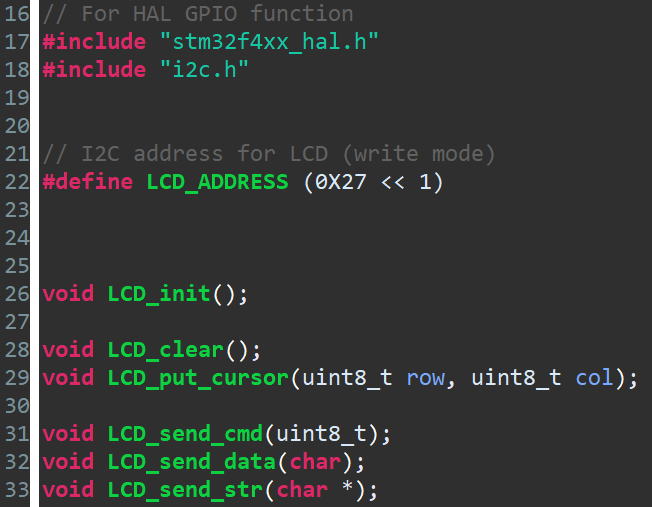 16 // For HAL GPIO function
17 #include "stm32f4xx_hal.h"
18 #include "i2c.h"
19
20
21 // I2C address for LCD (write mode)
22 #define LCD_ADDRESS (0X27 << 1)
23
24
25
26 void LCD_init();
27
28 void LCD_clear();
29 void LCD_put_cursor(uint8_t row, uint8_t col);
30
31 void LCD_send_cmd(uint8_t);
32 void LCD_send_data(char);
33 void LCD_send_str(char *);